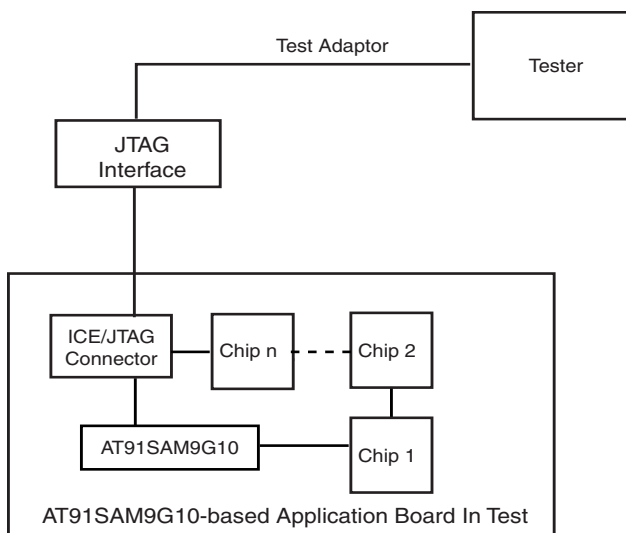 Test Adaptor
Tester
JTAG
Interface
ICE/JTAG
Connector
Chip n
Chip 2
AT91SAM9G10
Chip 1
AT91SAM9G10-based Application Board In Test